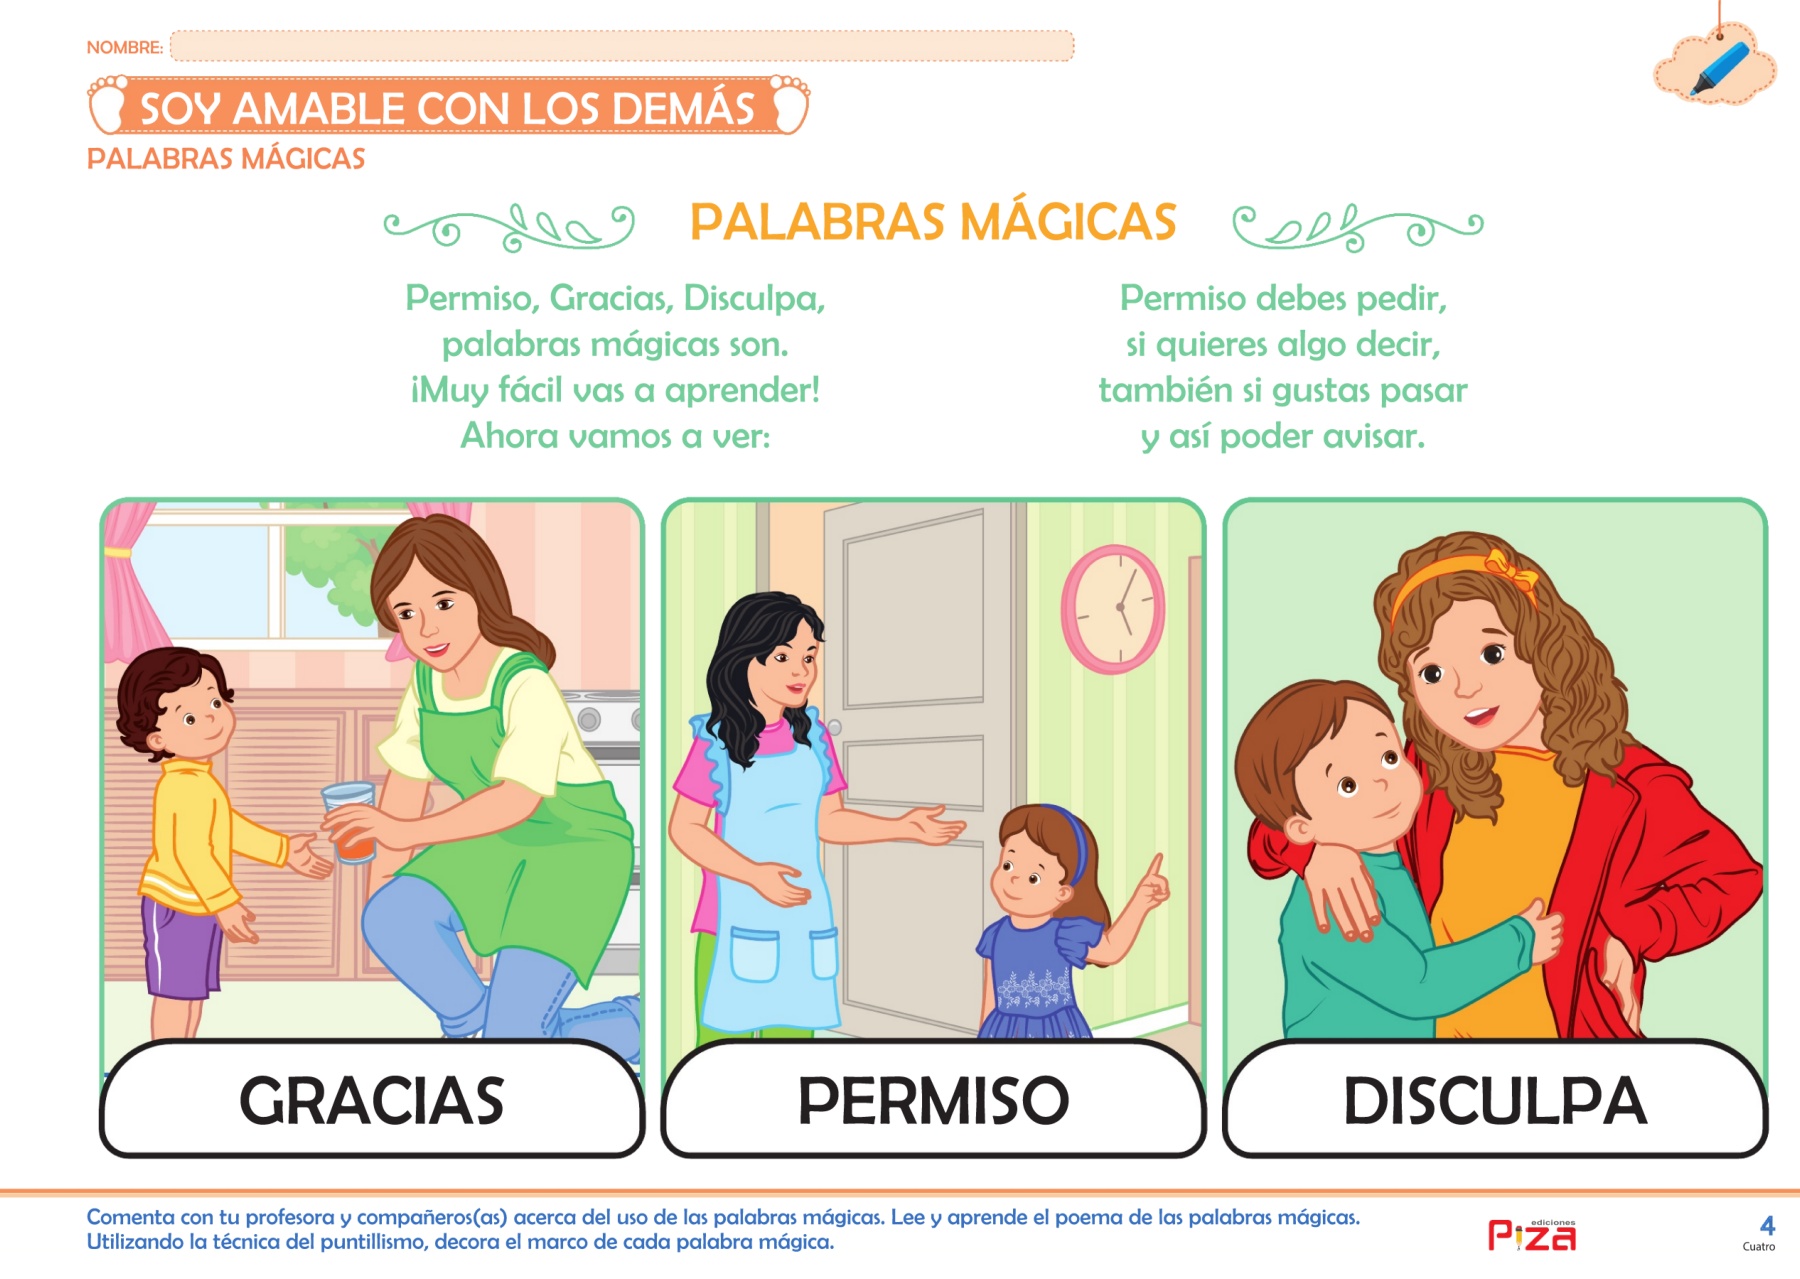 NOMBRE:
SOY AMABLE CON LOS DEMÁS
PALABRAS MÁGICAS
PALABRAS MÁGICAS
Permiso, Gracias, Disculpa,
palabras mágicas son.
¡Muy fácil vas a aprender!
Ahora vamos a ver:
Permiso debes pedir,
si quieres algo decir,
también si gustas pasar
y así poder avisar.
GRACIAS
PERMISO
DISCULPA
Comenta con tu profesora y compañeros(as) acerca del uso de las palabras mágicas. Lee y aprende el poema de las palabras mágicas.
Utilizando la técnica del puntillismo, decora el marco de cada palabra mágica.
ediciones
Piza
4
Cuatro